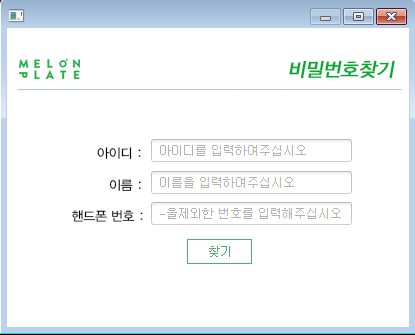 MELON
PLATE
비밀번호찾기
아이디 : 아이디를 입력하여주십시오
이름 : 이름을 입력하여주십시오
핸드폰 번호 : -을제외한 번호를 입력해주십시오
찾기